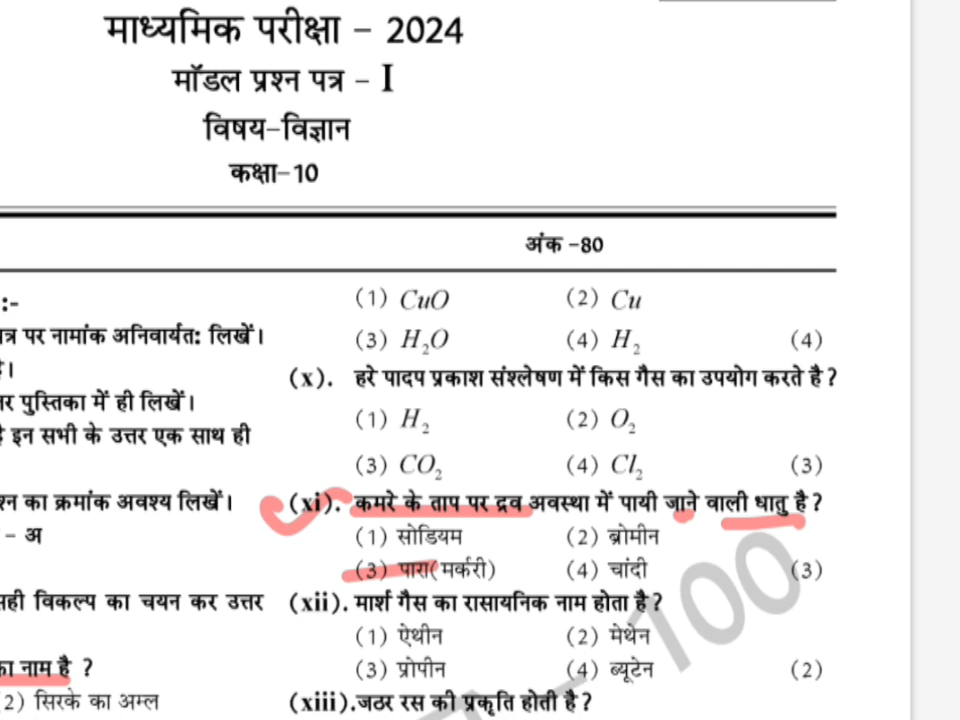 माध्यमिक परीक्षा - 2024
मॉडल प्रश्न पत्र - I
विषय-विज्ञान
कक्षा-10
अंक -80
:-
पर नामांक अनिवार्यत: लिखें।
पुस्तिका में ही लिखें।
इन सभी के उत्तर एक साथ ही
का क्रमांक अवश्य लिखें।
- अ
विकल्प का चयन कर उत्तर
नाम है ?
2) सिरके का अम्ल
(1) CuO (2) Cu
(3) H₂O (4) H₂ (4)
(x). हरे पादप प्रकाश संश्लेषण में किस गैस का उपयोग करते है ?
(1) H₂ (2) O₂
(3) CO₂ (4) Cl₂ (3)
(xi). कमरे के ताप पर द्रव अवस्था में पायी जाने वाली धातु है ?
(1) सोडियम (2) ब्रोमीन
(3) पारा( मर्करी) (4) चांदी (3)
(xii). मार्श गैस का रासायनिक नाम होता है ?
(1) ऐथीन (2) मेथेन
(3) प्रोपीन (4) ब्यूटेन (2)
(xiii). जठर रस की प्रकृति होती है ?
100